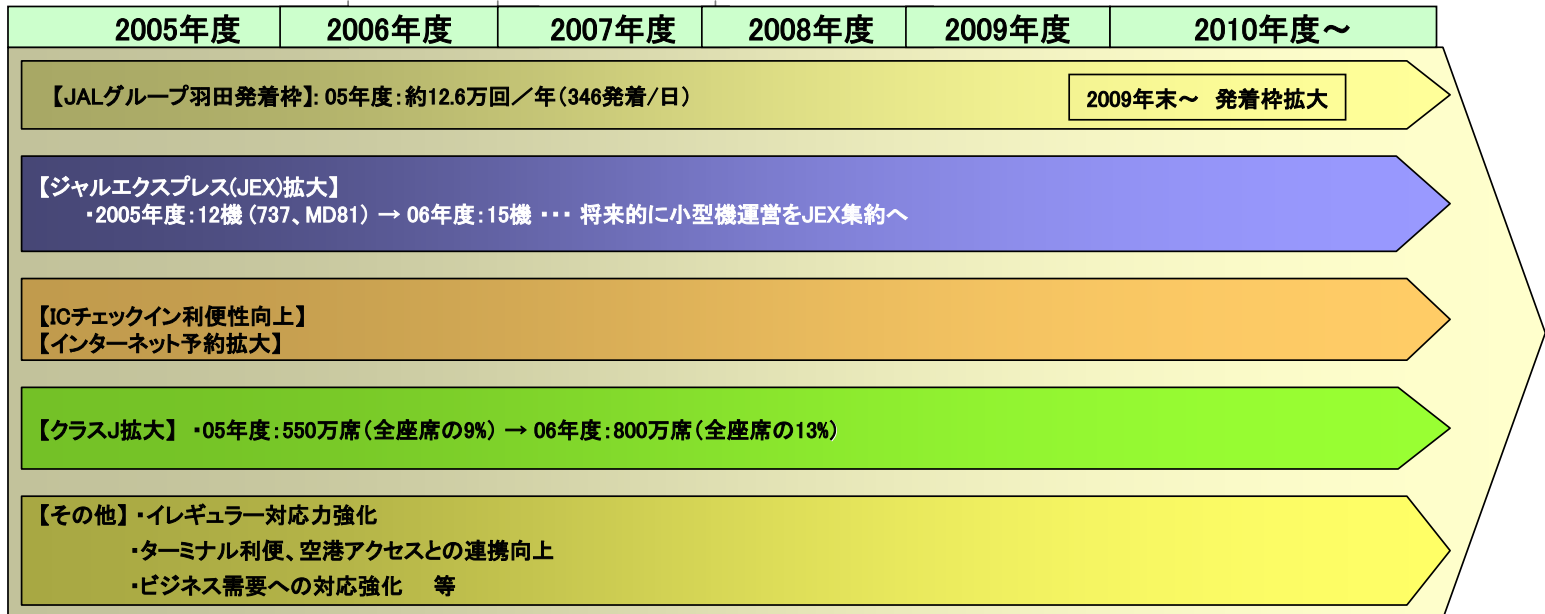 2005年度 2006年度 2007年度 2008年度 2009年度 2010年度～
【JALグループ羽田発着枠】：05年度：約12.6万回／年（346発着/日）
2009年末～ 発着枠拡大
【ジャルエクスプレス(JEX)拡大】
・2005年度：12機 (737、MD81) → 06年度：15機 ・・・ 将来的に小型機運営をJEX集約へ
【ICチェックイン利便性向上】
【インターネット予約拡大】
【クラスJ拡大】 ・05年度：550万席（全座席の9%） → 06年度：800万席（全座席の13%）
【その他】 ・イレギュラー対応力強化
・ターミナル利便、空港アクセスとの連携向上
・ビジネス需要への対応強化 等